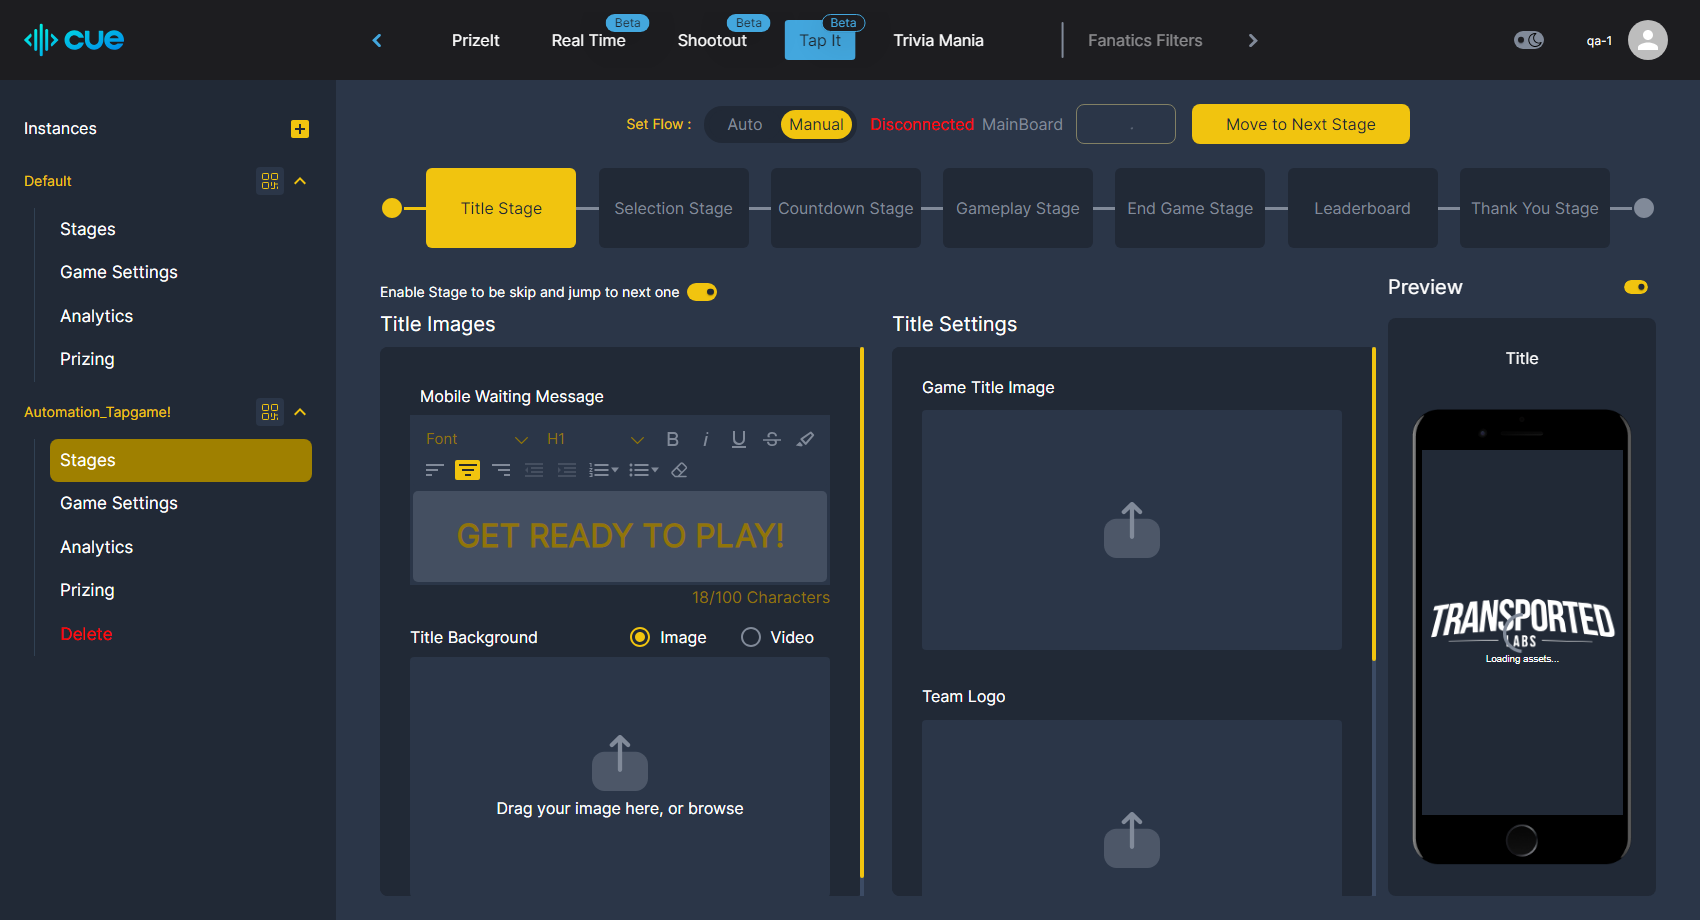 cue
PrizeIt
Real Time
Beta
Shootout
Beta
Tap It
Beta
Trivia Mania
Fanatics Filters
qa-1
Instances
Default
Stages
Game Settings
Analytics
Prizing
Automation_Tapgame!
Stages
Game Settings
Analytics
Prizing
Delete
Set Flow :
Auto
Manual
Disconnected MainBoard
.
Move to Next Stage
Title Stage
Selection Stage
Countdown Stage
Gameplay Stage
End Game Stage
Leaderboard
Thank You Stage
Enable Stage to be skip and jump to next one
Title Images
Mobile Waiting Message
Font
H1
B i U S
GET READY TO PLAY!
18/100 Characters
Title Background
Image
Video
Drag your image here, or browse
Title Settings
Game Title Image
Team Logo
Preview
Title
TRANSPORTED
LABS
Loading assets...